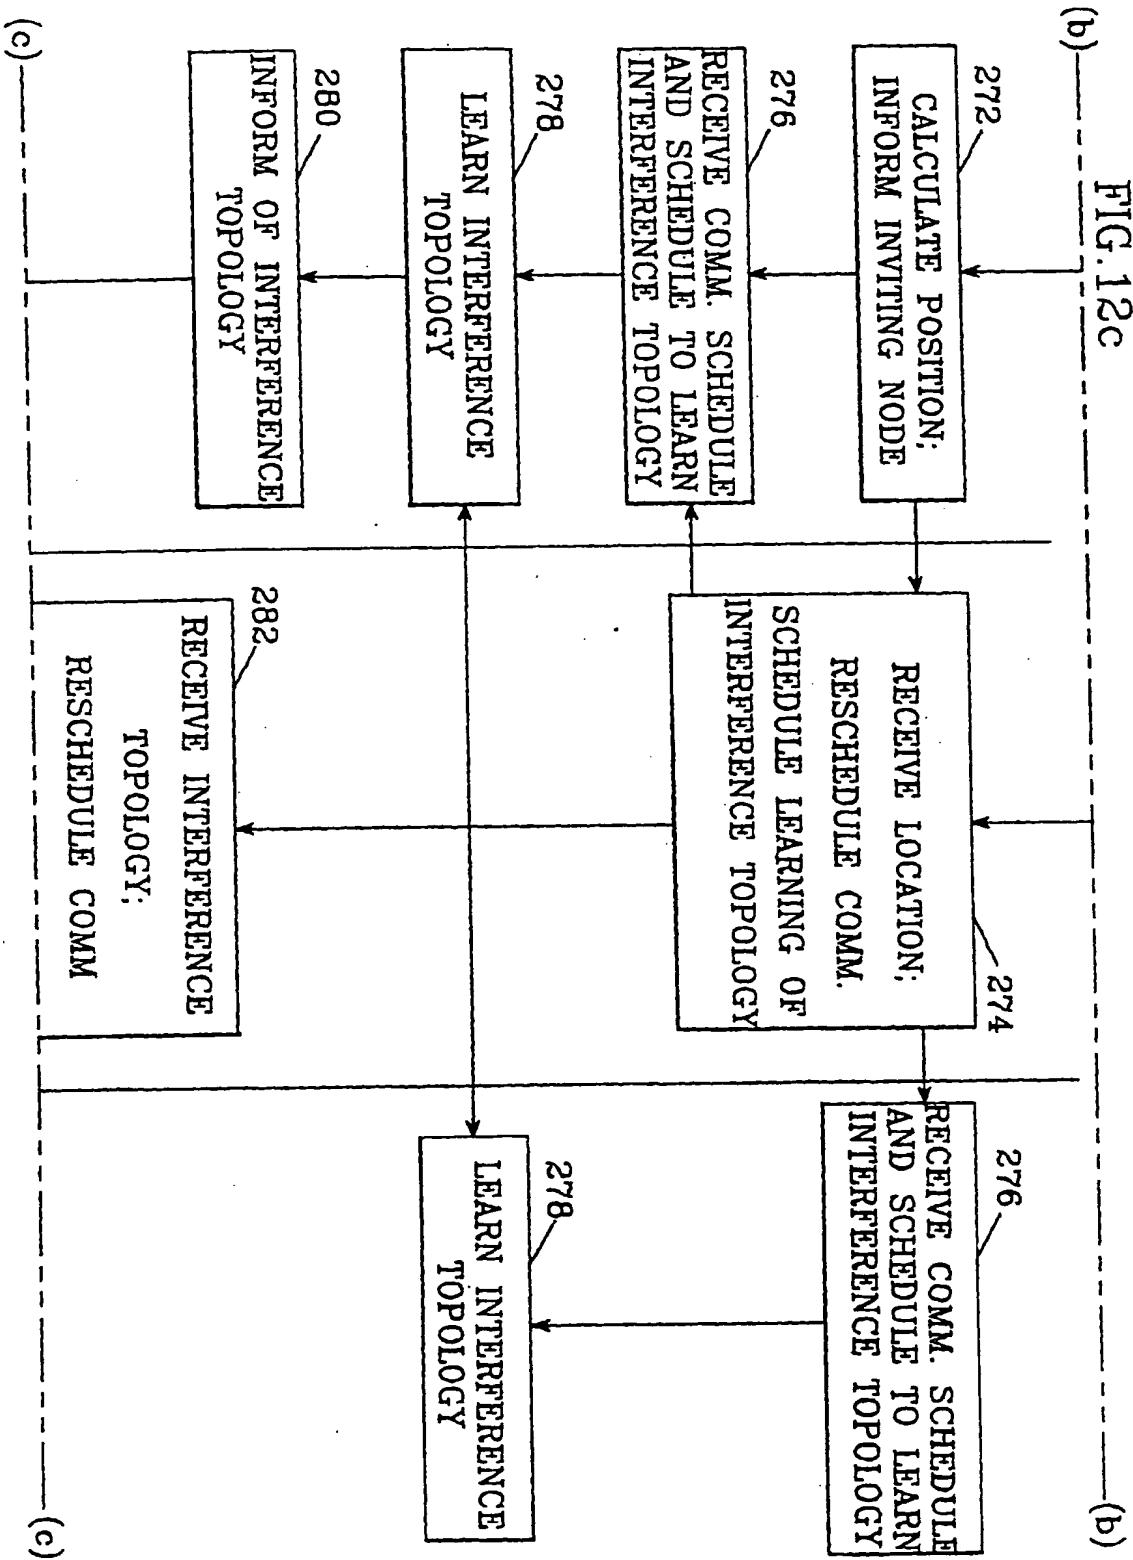 FIG. 12c
(b)
(b)
272
CALCULATE POSITION;
INFORM INVITING NODE
274
RECEIVE LOCATION;
RESCHEDULE COMM.
SCHEDULE LEARNING OF
INTERFERENCE TOPOLOGY
276
RECEIVE COMM. SCHEDULE
AND SCHEDULE TO LEARN
INTERFERENCE TOPOLOGY
276
RECEIVE COMM. SCHEDULE
AND SCHEDULE TO LEARN
INTERFERENCE TOPOLOGY
278
LEARN INTERFERENCE
TOPOLOGY
278
LEARN INTERFERENCE
TOPOLOGY
280
INFORM OF INTERFERENCE
TOPOLOGY
282
RECEIVE INTERFERENCE
TOPOLOGY;
RESCHEDULE COMM
(c)
(c)